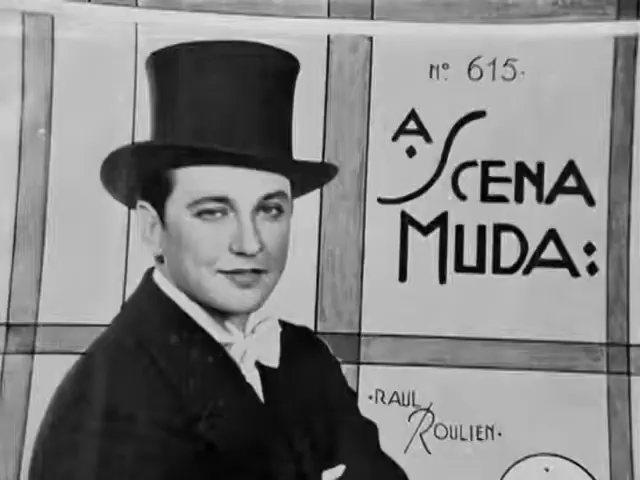 Nº 615.
A
SCENA
MUDA:
·RAUL
ROULIEN·